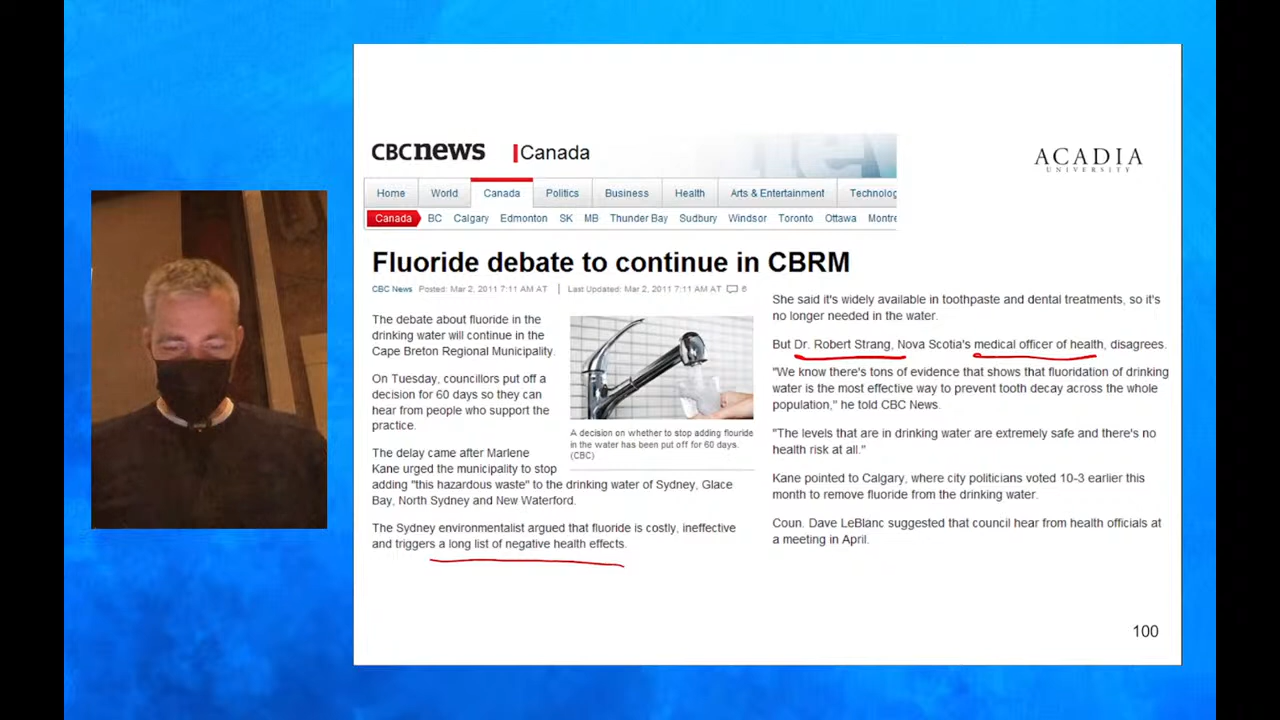 CBCnews | Canada
ACADIA
UNIVERSITY
Home World Canada Politics Business Health Arts & Entertainment Technolog
Canada BC Calgary Edmonton SK MB Thunder Bay Sudbury Windsor Toronto Ottawa Montre
Fluoride debate to continue in CBRM
CBC News Posted: Mar 2, 2011 7:11 AM AT | Last Updated: Mar 2, 2011 7:11 AM AT 6
The debate about fluoride in the
drinking water will continue in the
Cape Breton Regional Municipality.
On Tuesday, councillors put off a
decision for 60 days so they can
hear from people who support the
practice.
The delay came after Marlene
Kane urged the municipality to stop
adding "this hazardous waste" to the drinking water of Sydney, Glace
Bay, North Sydney and New Waterford.
The Sydney environmentalist argued that fluoride is costly, ineffective
and triggers a long list of negative health effects.
A decision on whether to stop adding flouride
in the water has been put off for 60 days.
(CBC)
She said it's widely available in toothpaste and dental treatments, so it's
no longer needed in the water.
But Dr. Robert Strang, Nova Scotia's medical officer of health, disagrees.
"We know there's tons of evidence that shows that fluoridation of drinking
water is the most effective way to prevent tooth decay across the whole
population," he told CBC News.
"The levels that are in drinking water are extremely safe and there's no
health risk at all."
Kane pointed to Calgary, where city politicians voted 10-3 earlier this
month to remove fluoride from the drinking water.
Coun. Dave LeBlanc suggested that council hear from health officials at
a meeting in April.
100